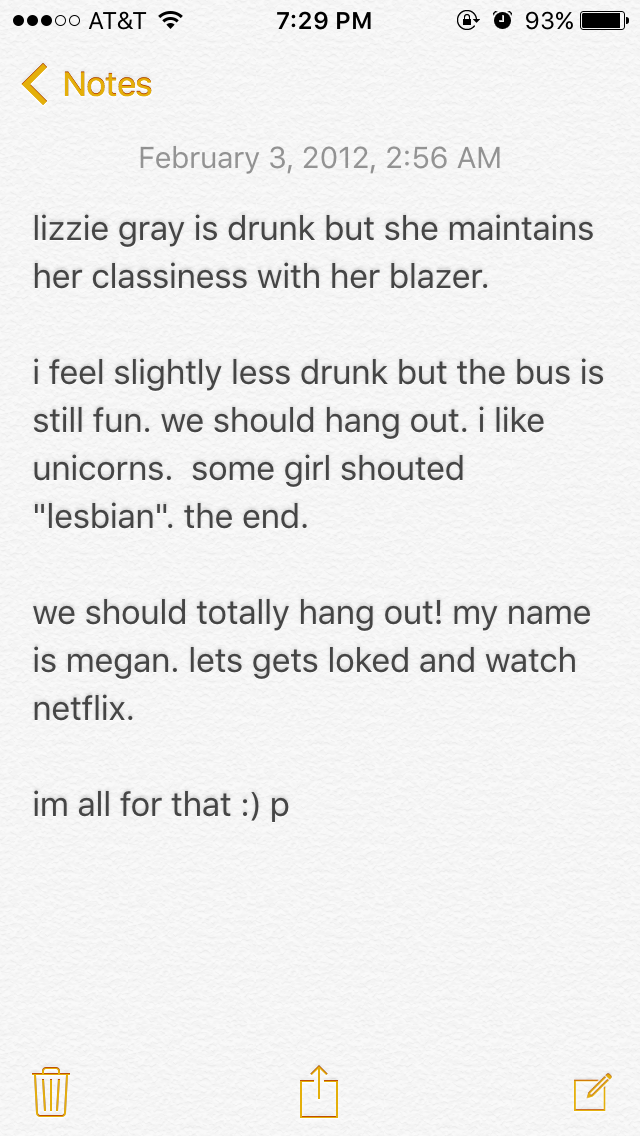 AT&T 7:29 PM 93%
Notes
February 3, 2012, 2:56 AM
lizzie gray is drunk but she maintains
her classiness with her blazer.
i feel slightly less drunk but the bus is
still fun. we should hang out. i like
unicorns.  some girl shouted
"lesbian". the end.
we should totally hang out! my name
is megan. lets gets loked and watch
netflix.
im all for that :) p